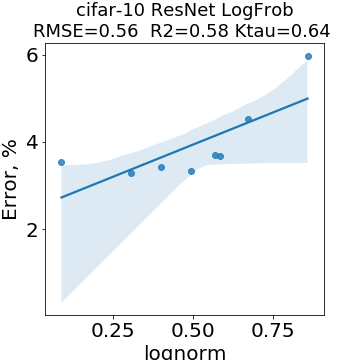 cifar-10 ResNet LogFrob
RMSE=0.56  R2=0.58 Ktau=0.64
6
4
2
Error, %
0.25 0.50 0.75
lognorm